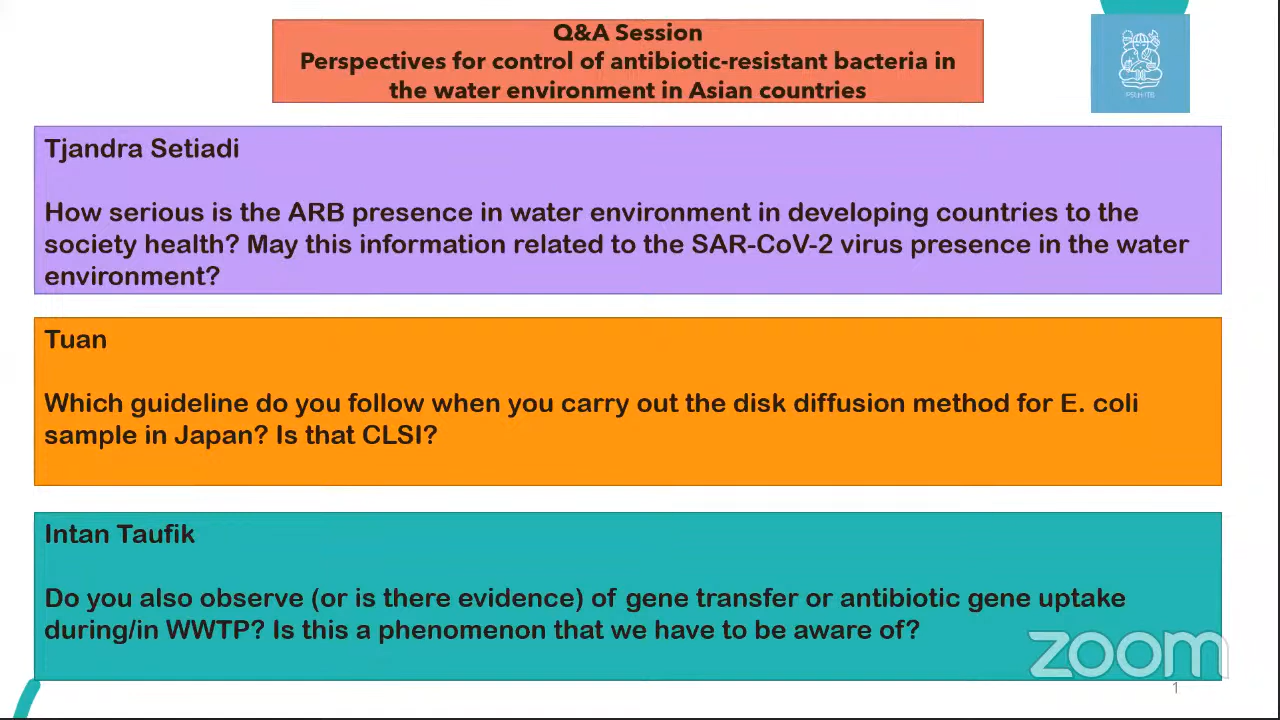 Q&A Session
Perspectives for control of antibiotic-resistant bacteria in
the water environment in Asian countries
Tjandra Setiadi
How serious is the ARB presence in water environment in developing countries to the
society health? May this information related to the SAR-CoV-2 virus presence in the water
environment?
Tuan
Which guideline do you follow when you carry out the disk diffusion method for E. coli
sample in Japan? Is that CLSI?
Intan Taufik
Do you also observe (or is there evidence) of gene transfer or antibiotic gene uptake
during/in WWTP? Is this a phenomenon that we have to be aware of?
zoom
1